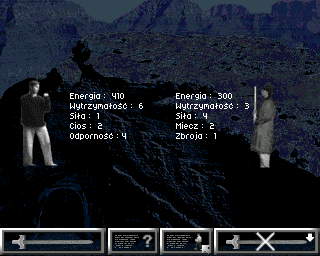 Energia : 410
Wytrzymałość : 6
Siła : 1
Cios : 2
Odporność : 4
Energia : 300
Wytrzymałość : 3
Siła : 4
Miecz : 2
Zbroja : 1
?